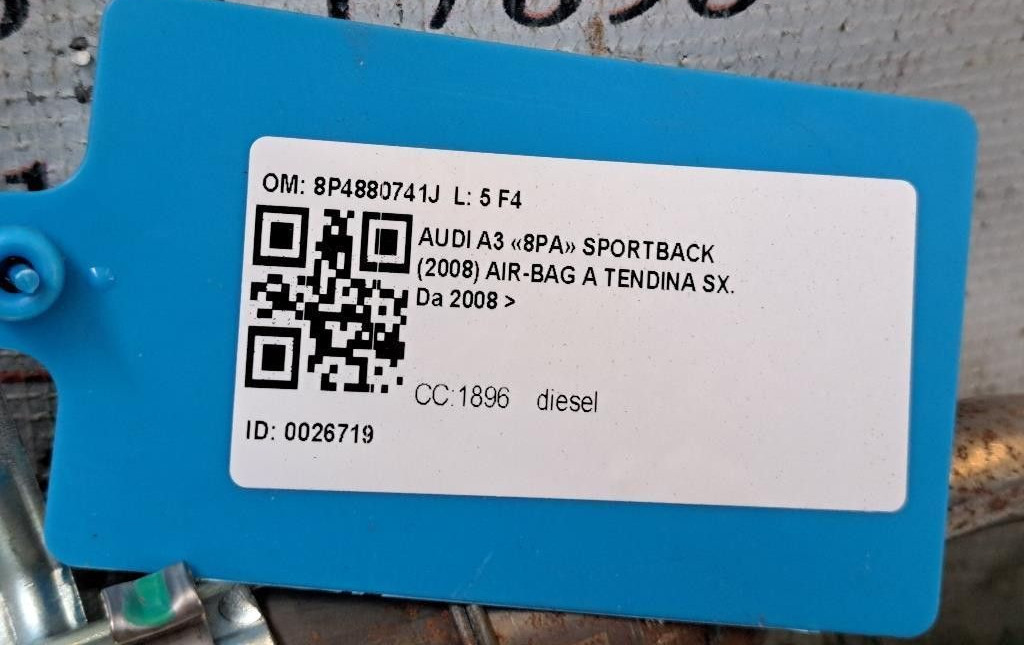 OM: 8P4880741J L: 5 F4
AUDI A3 «8PA» SPORTBACK
(2008) AIR-BAG A TENDINA SX.
Da 2008 >
CC:1896 diesel
ID: 0026719